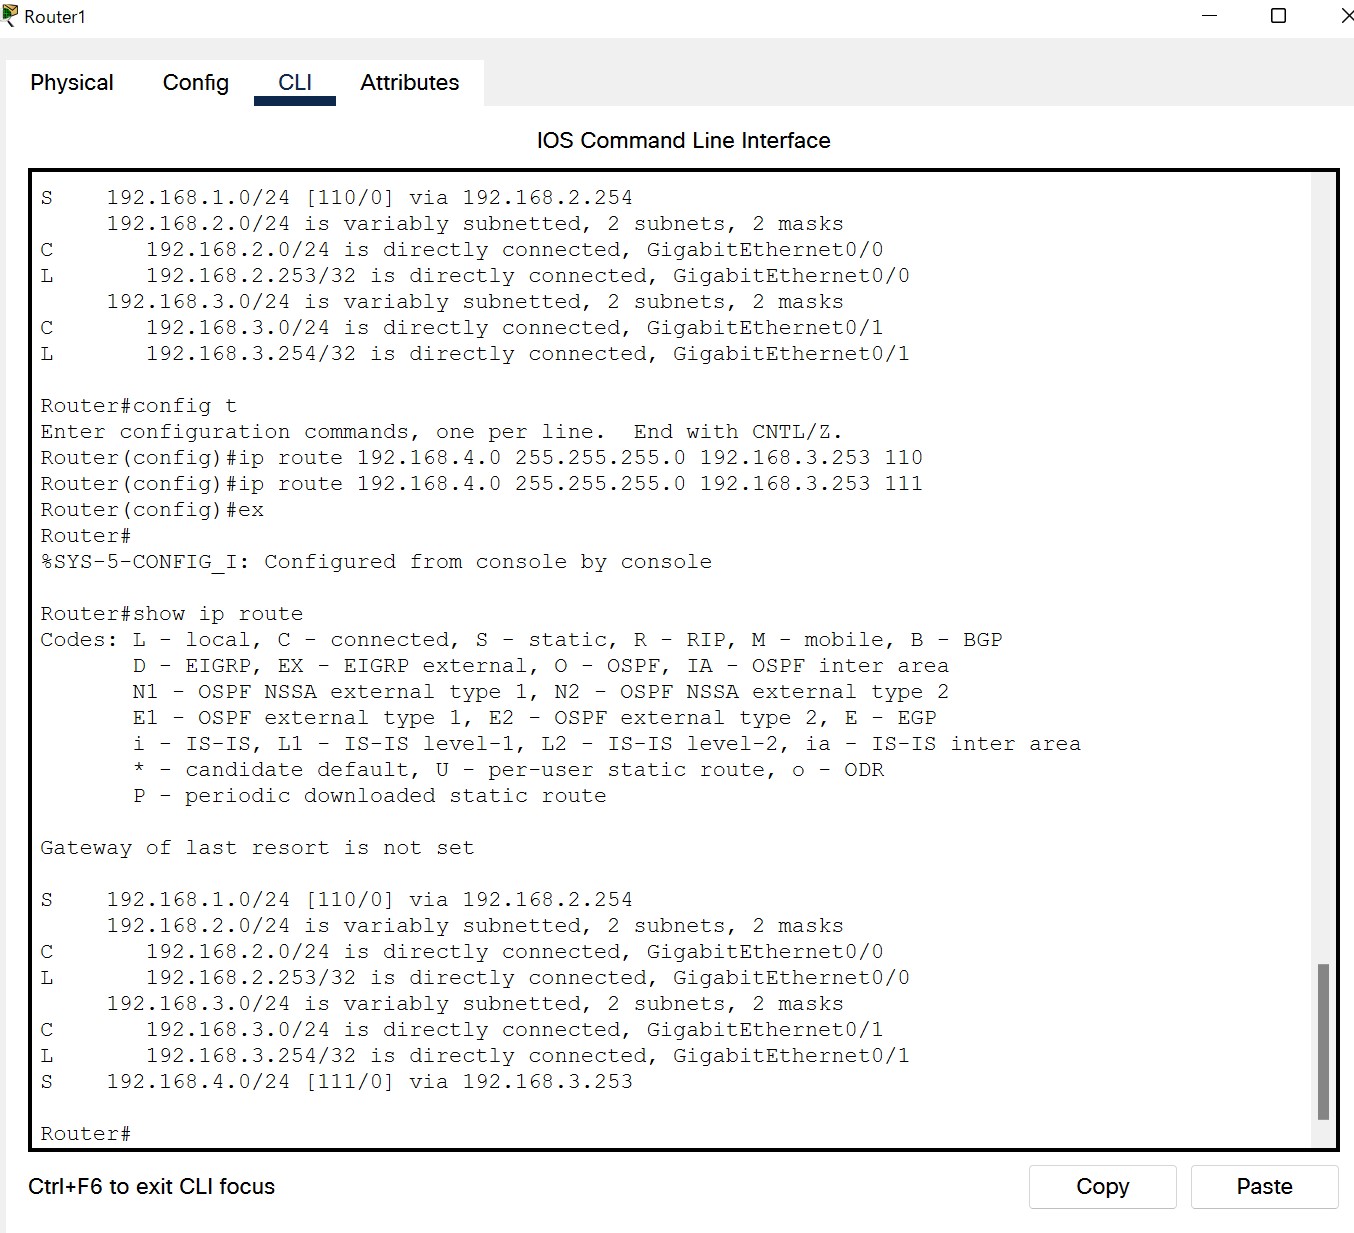 Router1
Physical Config CLI Attributes
IOS Command Line Interface
S    192.168.1.0/24 [110/0] via 192.168.2.254
     192.168.2.0/24 is variably subnetted, 2 subnets, 2 masks
C       192.168.2.0/24 is directly connected, GigabitEthernet0/0
L       192.168.2.253/32 is directly connected, GigabitEthernet0/0
     192.168.3.0/24 is variably subnetted, 2 subnets, 2 masks
C       192.168.3.0/24 is directly connected, GigabitEthernet0/1
L       192.168.3.254/32 is directly connected, GigabitEthernet0/1
Router#config t
Enter configuration commands, one per line.  End with CNTL/Z.
Router(config)#ip route 192.168.4.0 255.255.255.0 192.168.3.253 110
Router(config)#ip route 192.168.4.0 255.255.255.0 192.168.3.253 111
Router(config)#ex
Router#
%SYS-5-CONFIG_I: Configured from console by console
Router#show ip route
Codes: L - local, C - connected, S - static, R - RIP, M - mobile, B - BGP
       D - EIGRP, EX - EIGRP external, O - OSPF, IA - OSPF inter area
       N1 - OSPF NSSA external type 1, N2 - OSPF NSSA external type 2
       E1 - OSPF external type 1, E2 - OSPF external type 2, E - EGP
       i - IS-IS, L1 - IS-IS level-1, L2 - IS-IS level-2, ia - IS-IS inter area
       * - candidate default, U - per-user static route, o - ODR
       P - periodic downloaded static route
Gateway of last resort is not set
S    192.168.1.0/24 [110/0] via 192.168.2.254
     192.168.2.0/24 is variably subnetted, 2 subnets, 2 masks
C       192.168.2.0/24 is directly connected, GigabitEthernet0/0
L       192.168.2.253/32 is directly connected, GigabitEthernet0/0
     192.168.3.0/24 is variably subnetted, 2 subnets, 2 masks
C       192.168.3.0/24 is directly connected, GigabitEthernet0/1
L       192.168.3.254/32 is directly connected, GigabitEthernet0/1
S    192.168.4.0/24 [111/0] via 192.168.3.253
Router#
Ctrl+F6 to exit CLI focus
Copy Paste